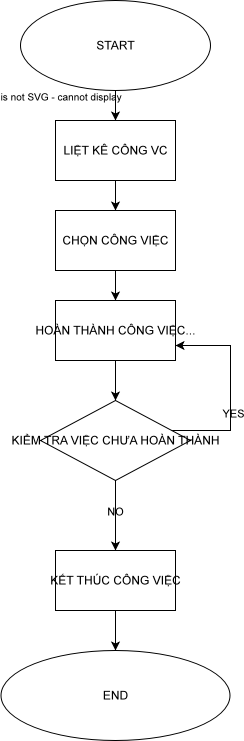 START
is not SVG - cannot display
LIỆT KÊ CÔNG VC
CHỌN CÔNG VIỆC
HOÀN THÀNH CÔNG VIỆC...
YES
KIỂM TRA VIỆC CHƯA HOÀN THÀNH
NO
KẾT THÚC CÔNG VIỆC
END